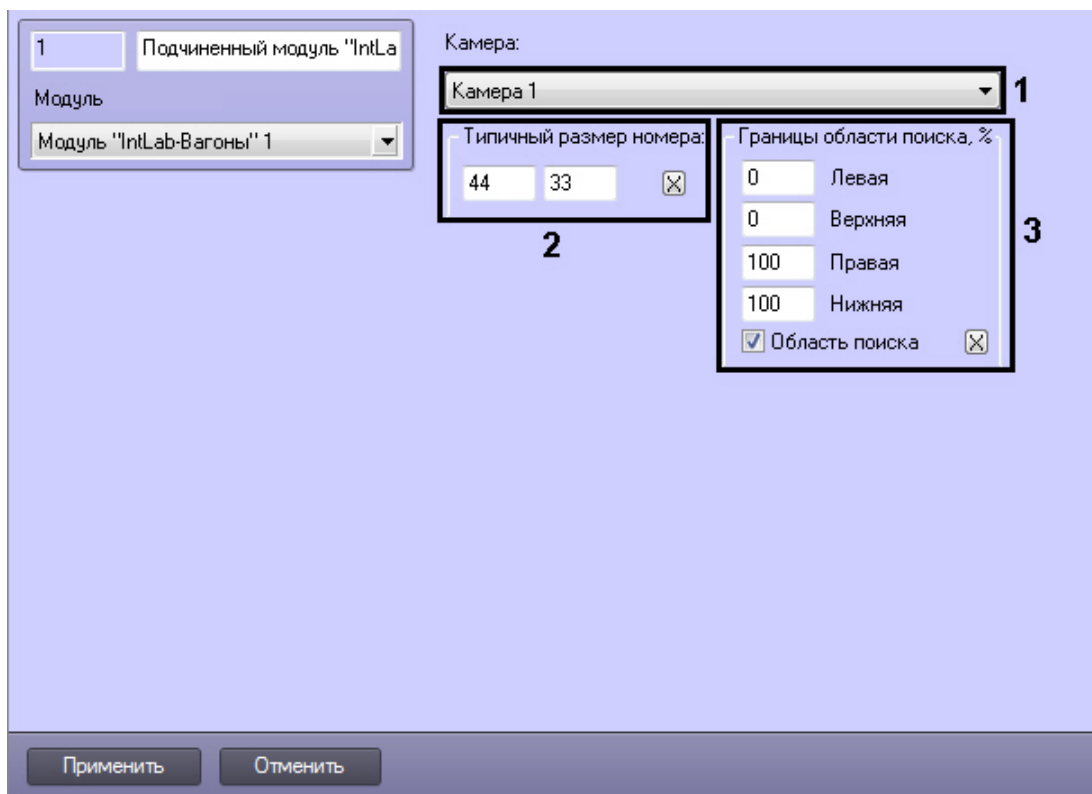 1
Подчиненный модуль "IntLa
Модуль
Модуль "IntLab-Вагоны" 1
Камера:
Камера 1
1
Типичный размер номера:
44 33
2
Границы области поиска, %
0 Левая
0 Верхняя
100 Правая
100 Нижняя
Область поиска
3
Применить Отменить